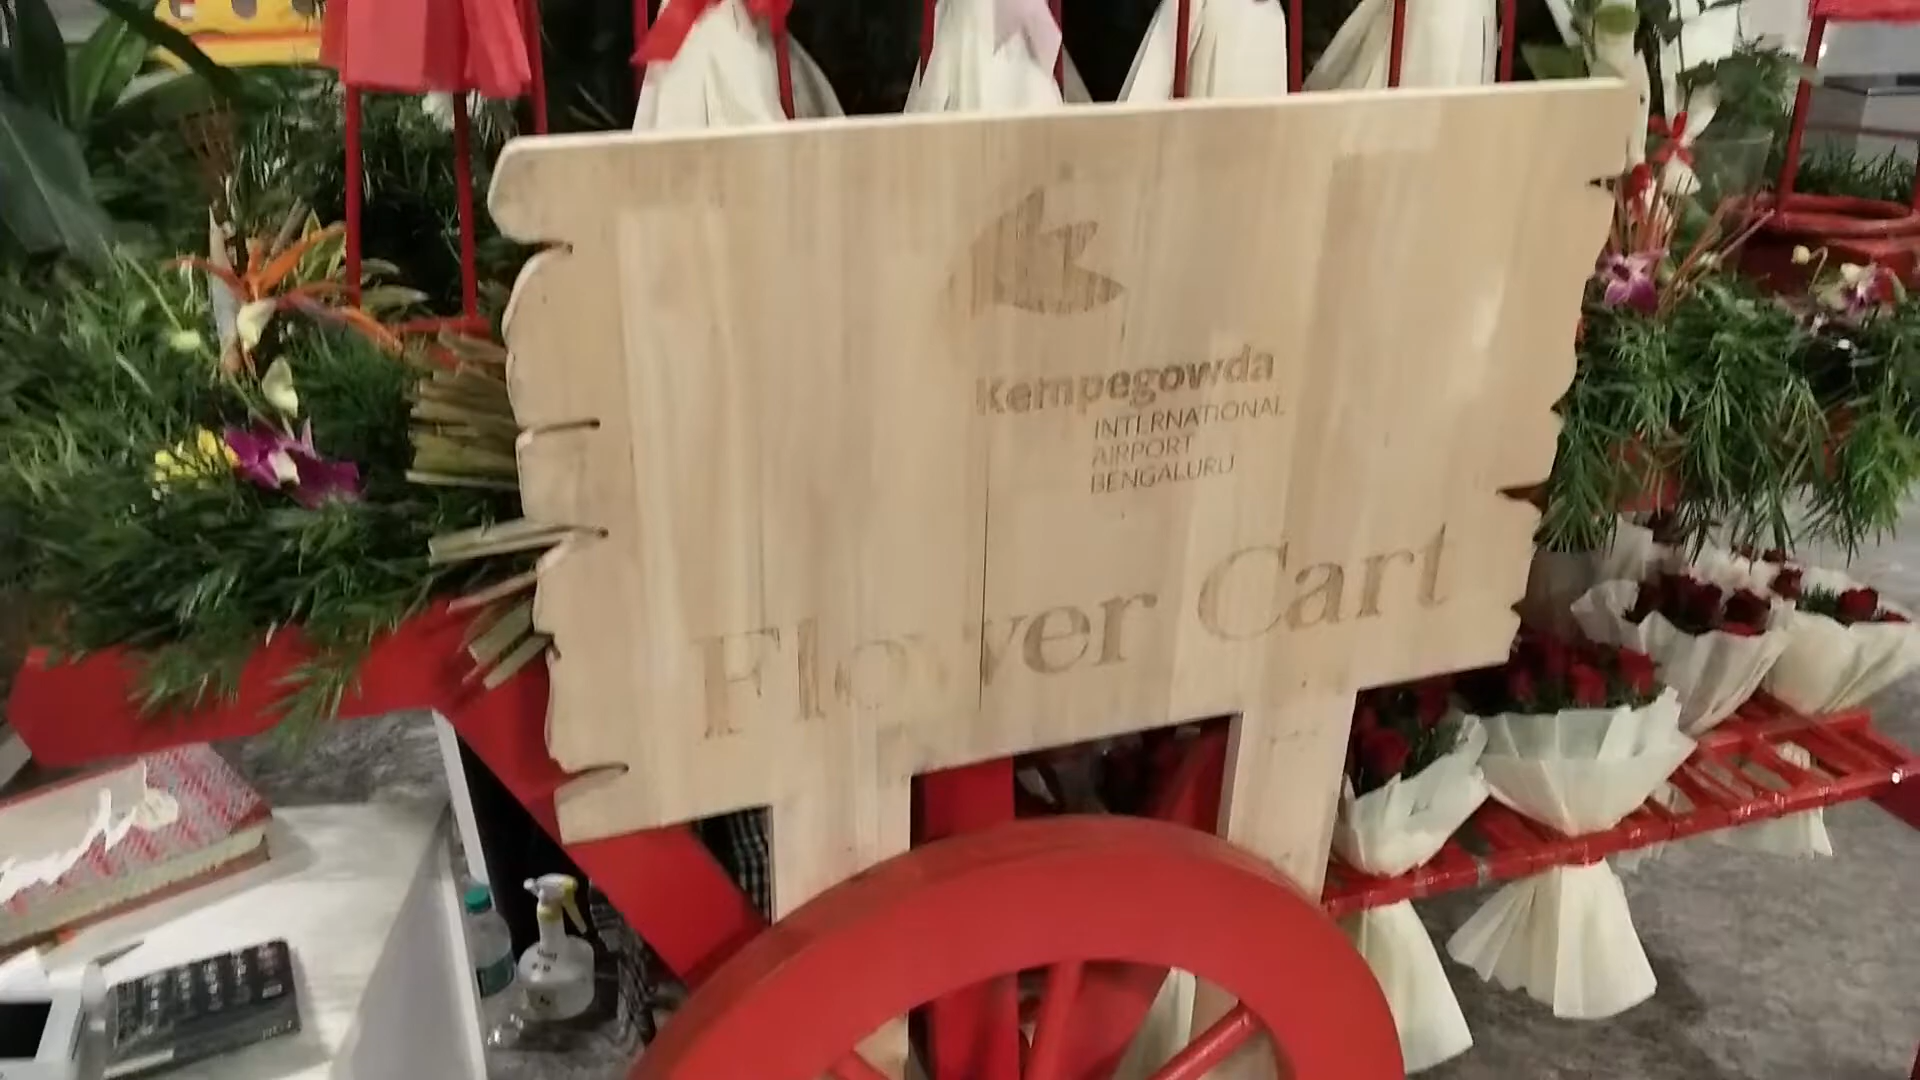 Kempegowda
INTERNATIONAL
AIRPORT
BENGALURU
Flower Cart